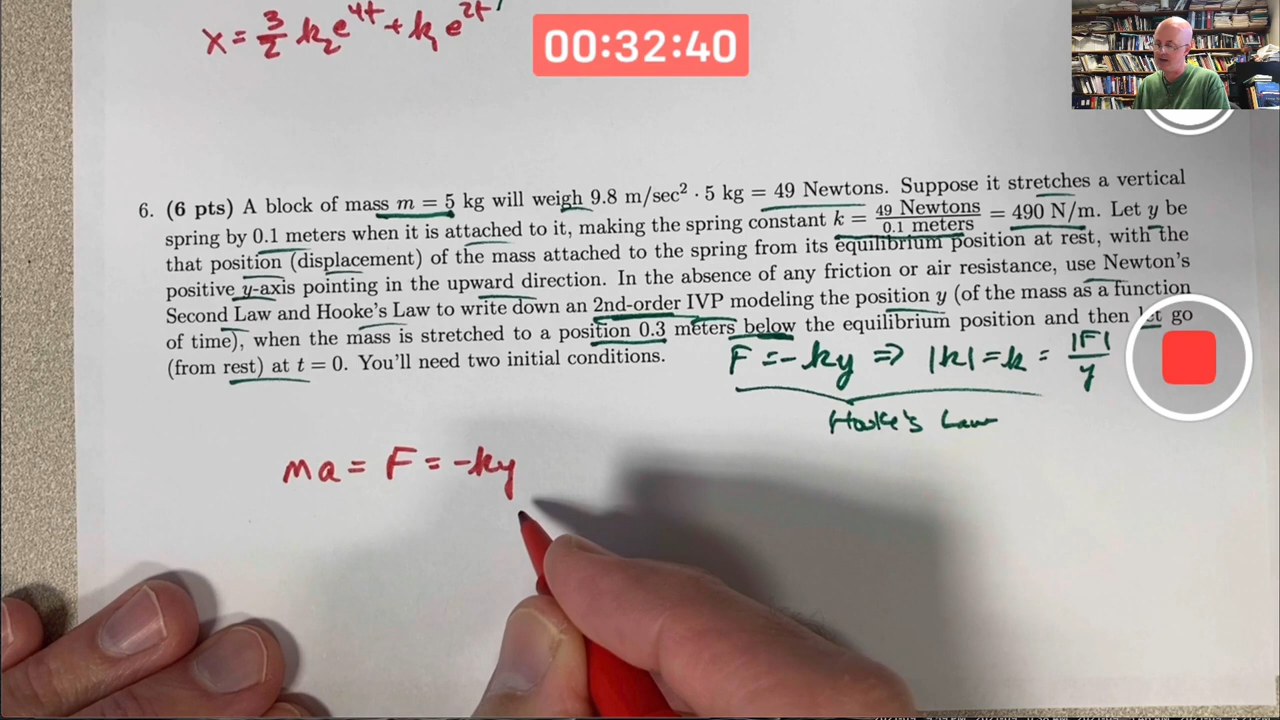 x = 3/2 k₂e^4t + k₁e^2t
00:32:40
6. (6 pts) A block of mass m = 5 kg will weigh 9.8 m/sec² · 5 kg = 49 Newtons. Suppose it stretches a vertical
spring by 0.1 meters when it is attached to it, making the spring constant k = 49 Newtons/0.1 meters = 490 N/m. Let y be
that position (displacement) of the mass attached to the spring from its equilibrium position at rest, with the
positive y-axis pointing in the upward direction. In the absence of any friction or air resistance, use Newton's
Second Law and Hooke's Law to write down an 2nd-order IVP modeling the position y (of the mass as a function
of time), when the mass is stretched to a position 0.3 meters below the equilibrium position and then let go
(from rest) at t = 0. You'll need two initial conditions.
F = -ky ⇒ |k| = k = |F|/y
Hooke's Law
ma = F = -ky